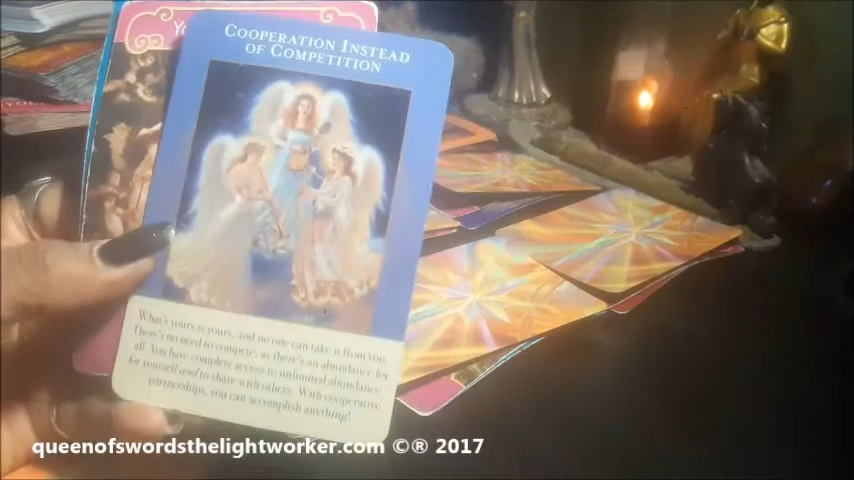 COOPERATION INSTEAD
OF COMPETITION
What's yours is yours, and no one can take it from you.
There's no need to compete, as there's an abundance for
all. You have complete access to unlimited abundance
for yourself and to share with others. With cooperative
partnerships, you can accomplish anything!
queenofswordsthelightworker.com ©® 2017